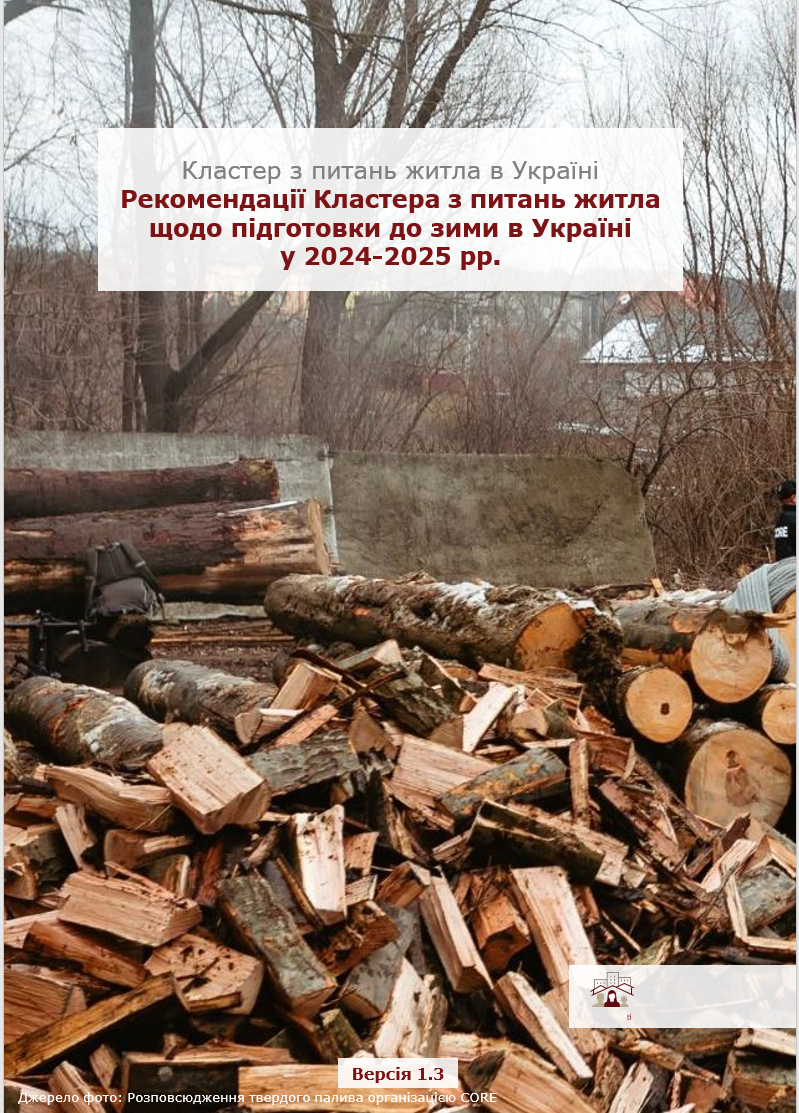 Кластер з питань житла в Україні
Рекомендації Кластера з питань житла
щодо підготовки до зими в Україні
у 2024–2025 рр.
Версія 1.3
Джерело фото: Розповсюдження твердого палива організацією CORE